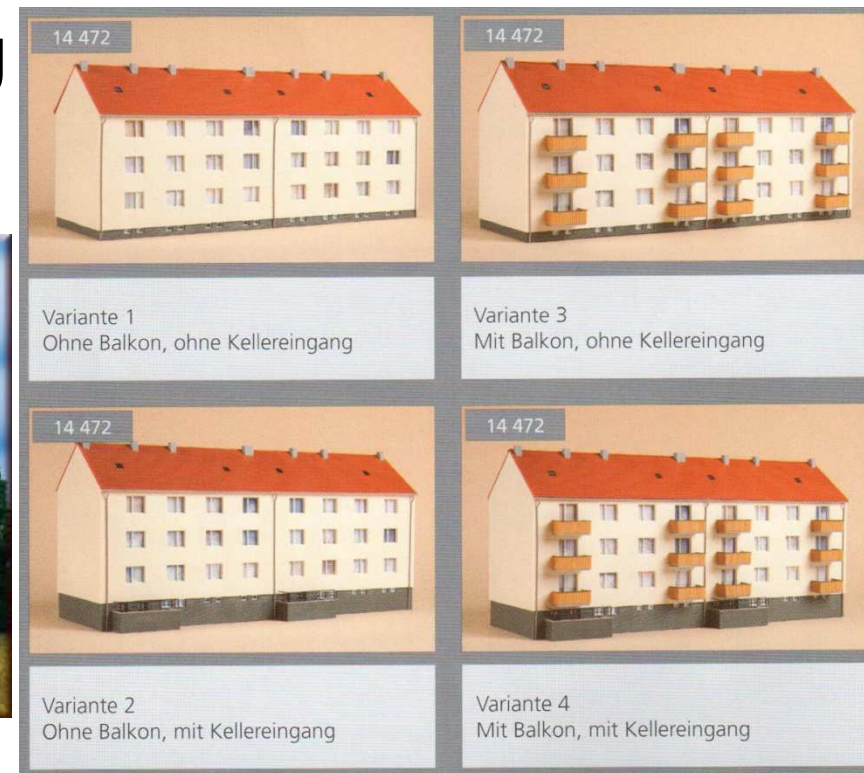 14 472
Variante 1
Ohne Balkon, ohne Kellereingang
14 472
Variante 3
Mit Balkon, ohne Kellereingang
14 472
Variante 2
Ohne Balkon, mit Kellereingang
14 472
Variante 4
Mit Balkon, mit Kellereingang